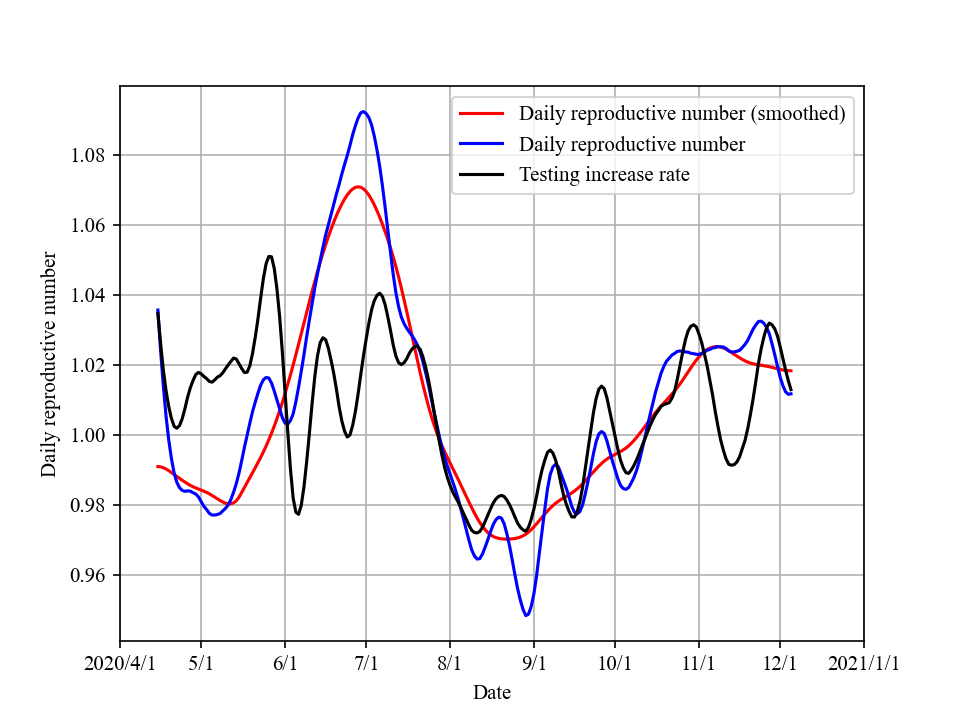 Daily reproductive number (smoothed)
Daily reproductive number
Testing increase rate
1.08
1.06
1.04
1.02
1.00
0.98
0.96
Daily reproductive number
2020/4/1 5/1 6/1 7/1 8/1 9/1 10/1 11/1 12/1 2021/1/1
Date